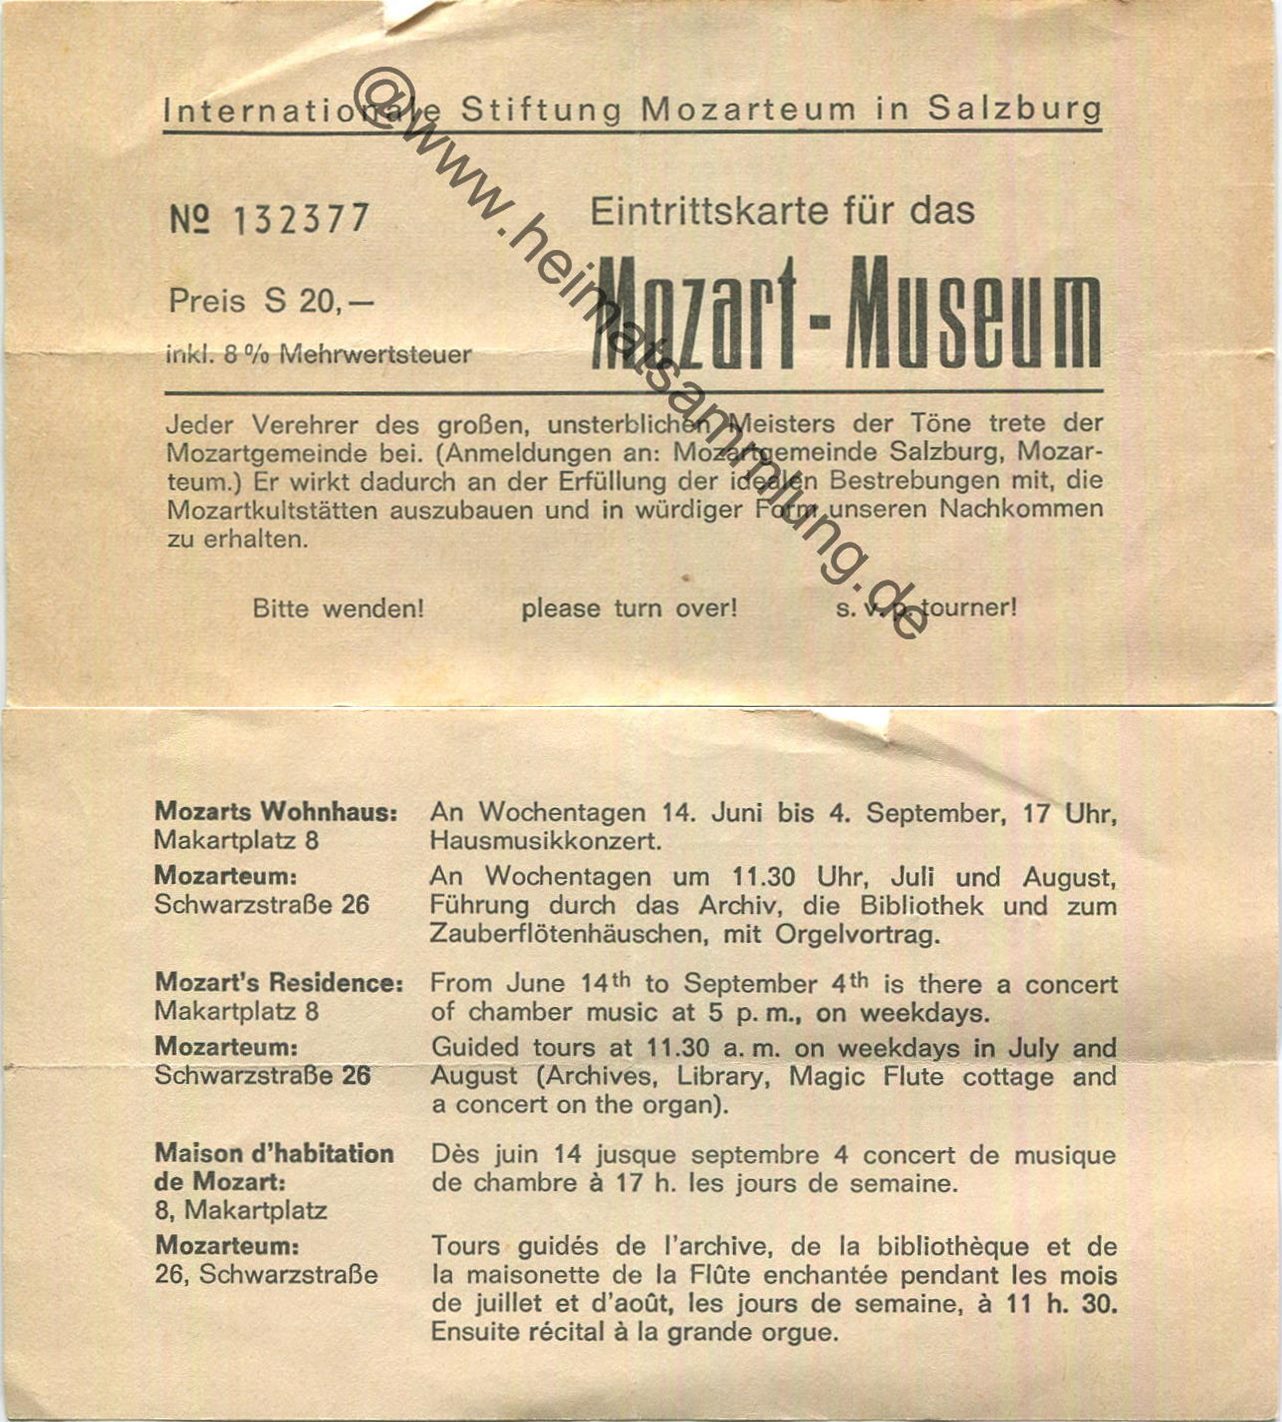 Internationale Stiftung Mozarteum in Salzburg
Nº 132377
Eintrittskarte für das
Preis S 20,—
Mozart-Museum
inkl. 8% Mehrwertsteuer
Jeder Verehrer des großen, unsterblichen Meisters der Töne trete der
Mozartgemeinde bei. (Anmeldungen an: Mozartgemeinde Salzburg, Mozar-
teum.) Er wirkt dadurch an der Erfüllung der idealen Bestrebungen mit, die
Mozartkultstätten auszubauen und in würdiger Form unseren Nachkommen
zu erhalten.
Bitte wenden! please turn over! s. v. p. tourner!
@www.heimatsammlung.de
Mozarts Wohnhaus: An Wochentagen 14. Juni bis 4. September, 17 Uhr,
Makartplatz 8 Hausmusikkonzert.
Mozarteum: An Wochentagen um 11.30 Uhr, Juli und August,
Schwarzstraße 26 Führung durch das Archiv, die Bibliothek und zum
Zauberflötenhäuschen, mit Orgelvortrag.
Mozart's Residence: From June 14th to September 4th is there a concert
Makartplatz 8 of chamber music at 5 p. m., on weekdays.
Mozarteum: Guided tours at 11.30 a. m. on weekdays in July and
Schwarzstraße 26 August (Archives, Library, Magic Flute cottage and
a concert on the organ).
Maison d'habitation Dès juin 14 jusque septembre 4 concert de musique
de Mozart: de chambre à 17 h. les jours de semaine.
8, Makartplatz
Mozarteum: Tours guidés de l'archive, de la bibliothèque et de
26, Schwarzstraße la maisonette de la Flûte enchantée pendant les mois
de juillet et d'août, les jours de semaine, à 11 h. 30.
Ensuite récital à la grande orgue.